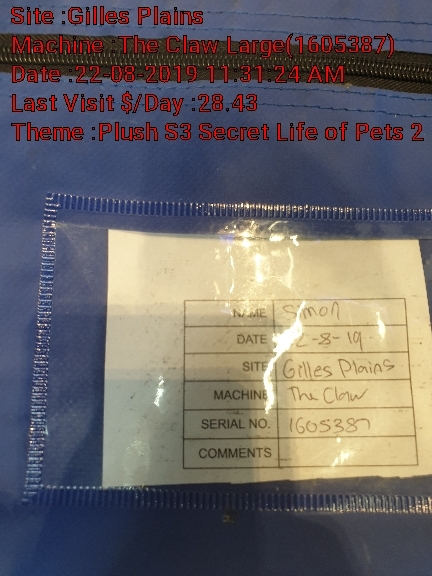 Site :Gilles Plains
Machine :The Claw Large(1605387)
Date :22-08-2019 11:31:24 AM
Last Visit $/Day :28.43
Theme :Plush S3 Secret Life of Pets 2
NAME Simon
DATE 2-8-19
SITE Gilles Plains
MACHINE The Claw
SERIAL NO. 1605387
COMMENTS